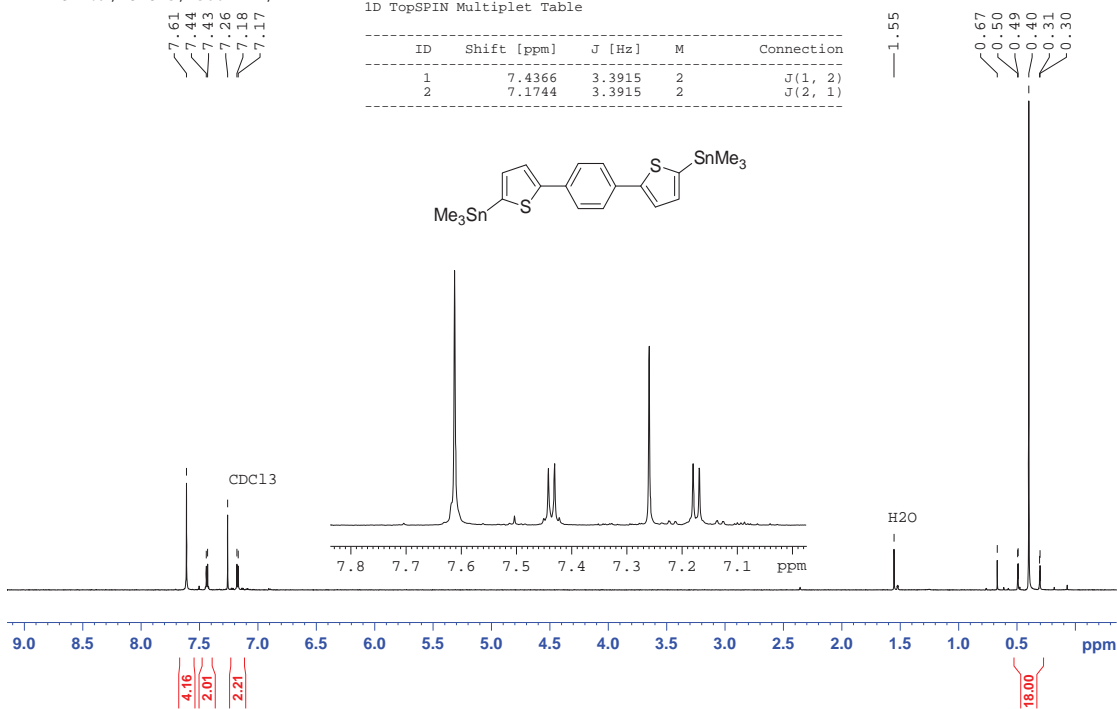 1D TopSPIN Multiplet Table
ID Shift [ppm] J [Hz] M Connection
1 7.4366 3.3915 2 J(1, 2)
2 7.1744 3.3915 2 J(2, 1)
7.61
7.44
7.43
7.26
7.18
7.17
1.55
0.67
0.50
0.49
0.40
0.31
0.30
S
SnMe3
Me3Sn
S
CDCl3
H2O
7.8 7.7 7.6 7.5 7.4 7.3 7.2 7.1 ppm
9.0 8.5 8.0 7.5 7.0 6.5 6.0 5.5 5.0 4.5 4.0 3.5 3.0 2.5 2.0 1.5 1.0 0.5 ppm
4.16
2.01
2.21
18.00